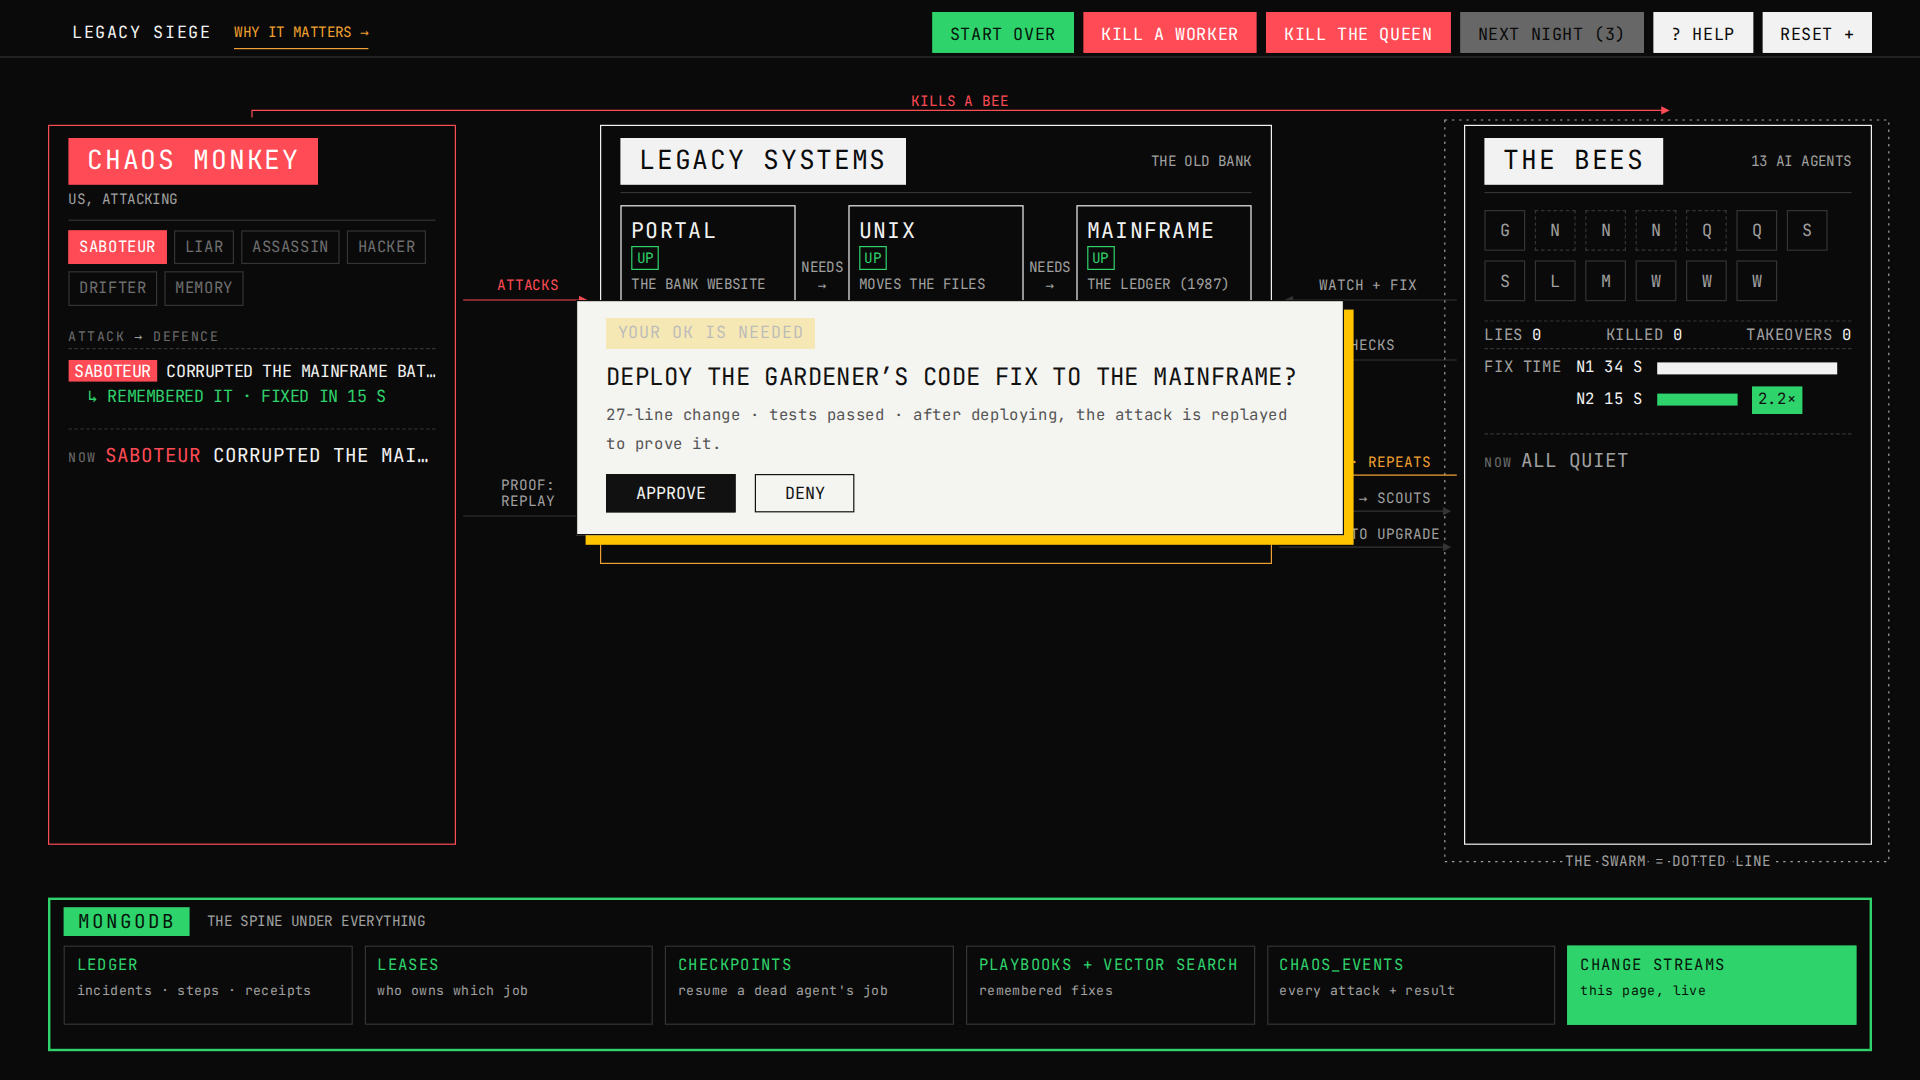 LEGACY SIEGE
WHY IT MATTERS →
START OVER
KILL A WORKER
KILL THE QUEEN
NEXT NIGHT (3)
? HELP
RESET +
KILLS A BEE
CHAOS MONKEY
US, ATTACKING
SABOTEUR
LIAR
ASSASSIN
HACKER
DRIFTER
MEMORY
ATTACK → DEFENCE
SABOTEUR CORRUPTED THE MAINFRAME BAT…
↳ REMEMBERED IT · FIXED IN 15 S
NOW SABOTEUR CORRUPTED THE MAI…
ATTACKS
PROOF:
REPLAY
LEGACY SYSTEMS
THE OLD BANK
PORTAL
UP
THE BANK WEBSITE
NEEDS
→
UNIX
UP
MOVES THE FILES
NEEDS
→
MAINFRAME
UP
THE LEDGER (1987)
YOUR OK IS NEEDED
DEPLOY THE GARDENER’S CODE FIX TO THE MAINFRAME?
27-line change · tests passed · after deploying, the attack is replayed
to prove it.
APPROVE
DENY
WATCH + FIX
REPEATS
→ SCOUTS
TO UPGRADE
THE BEES
13 AI AGENTS
G N N N Q Q S
S L M W W W
LIES 0
KILLED 0
TAKEOVERS 0
FIX TIME N1 34 S
N2 15 S
2.2×
NOW ALL QUIET
THE SWARM = DOTTED LINE
MONGODB
THE SPINE UNDER EVERYTHING
LEDGER
incidents · steps · receipts
LEASES
who owns which job
CHECKPOINTS
resume a dead agent's job
PLAYBOOKS + VECTOR SEARCH
remembered fixes
CHAOS_EVENTS
every attack + result
CHANGE STREAMS
this page, live